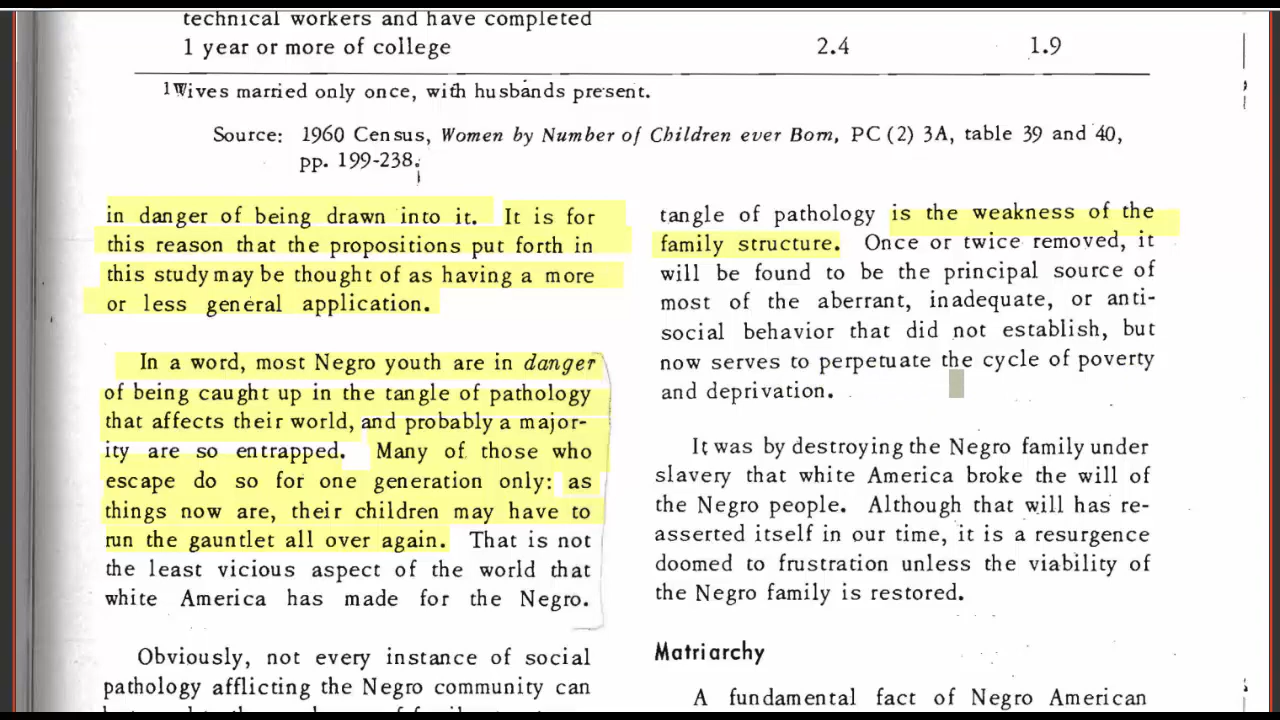 technical workers and have completed
1 year or more of college 2.4 1.9
1Wives married only once, with husbands present.
Source: 1960 Census, Women by Number of Children ever Born, PC (2) 3A, table 39 and 40,
pp. 199-238.
in danger of being drawn into it. It is for
this reason that the propositions put forth in
this study may be thought of as having a more
or less general application.
In a word, most Negro youth are in danger
of being caught up in the tangle of pathology
that affects their world, and probably a major-
ity are so entrapped. Many of those who
escape do so for one generation only: as
things now are, their children may have to
run the gauntlet all over again. That is not
the least vicious aspect of the world that
white America has made for the Negro.
Obviously, not every instance of social
pathology afflicting the Negro community can
tangle of pathology is the weakness of the
family structure. Once or twice removed, it
will be found to be the principal source of
most of the aberrant, inadequate, or anti-
social behavior that did not establish, but
now serves to perpetuate the cycle of poverty
and deprivation.
It was by destroying the Negro family under
slavery that white America broke the will of
the Negro people. Although that will has re-
asserted itself in our time, it is a resurgence
doomed to frustration unless the viability of
the Negro family is restored.
Matriarchy
A fundamental fact of Negro American